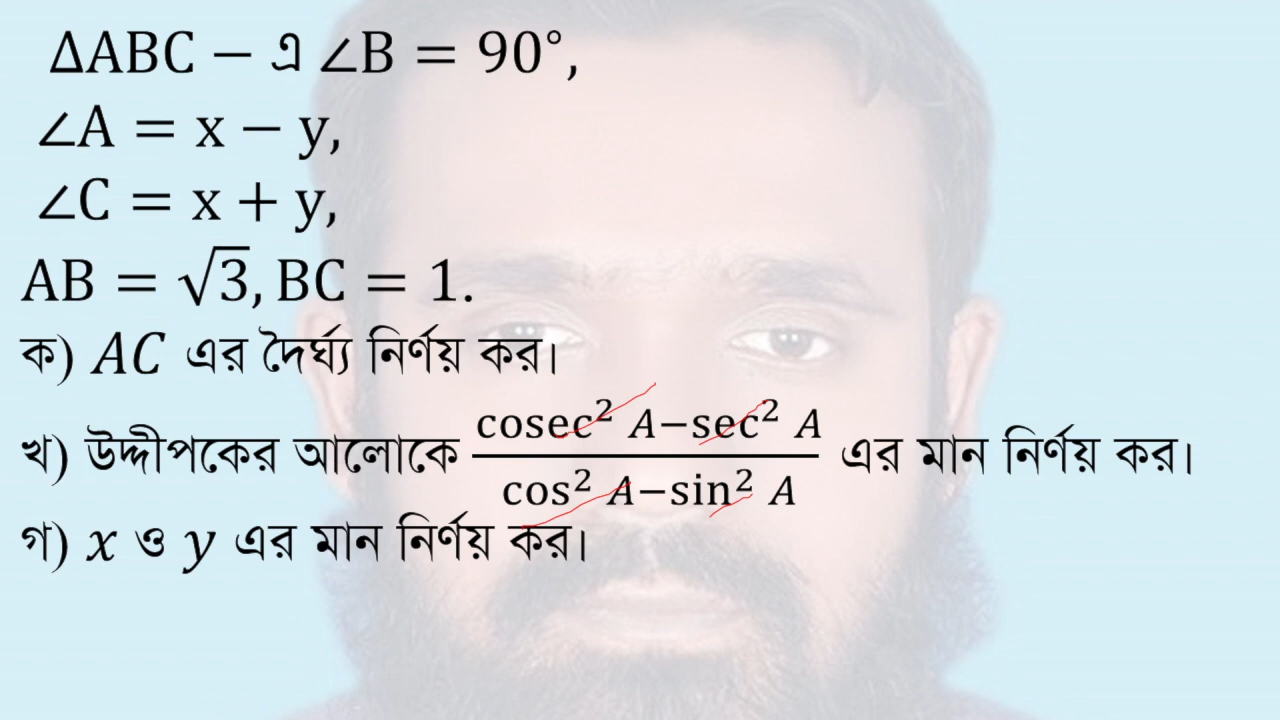 ΔABC − এ ∠B = 90°,
∠A = x − y,
∠C = x + y,
AB = √3, BC = 1.
ক) AC এর দৈর্ঘ্য নির্ণয় কর।
খ) উদ্দীপকের আলোকে (cosec² A−sec² A)/(cos² A−sin² A) এর মান নির্ণয় কর।
গ) x ও y এর মান নির্ণয় কর।